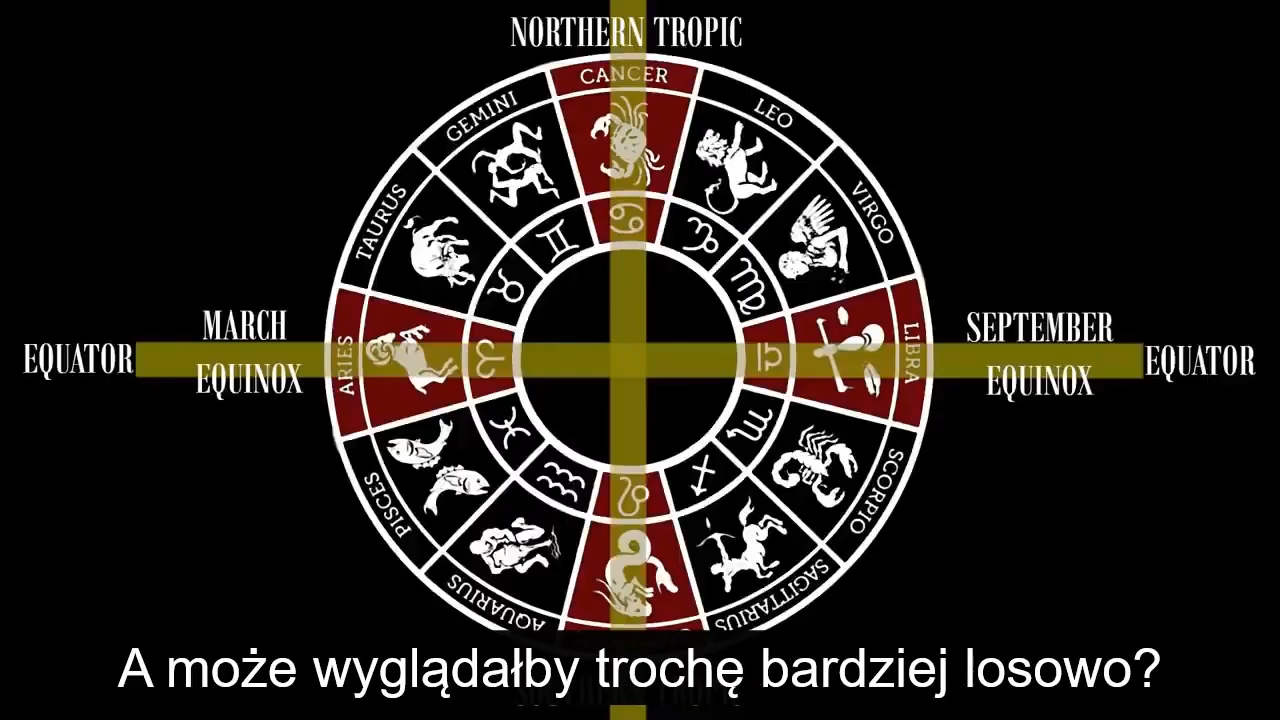 NORTHERN TROPIC
CANCER
GEMINI
LEO
TAURUS
VIRGO
MARCH
EQUINOX
EQUATOR
ARIES
LIBRA
SEPTEMBER
EQUINOX
EQUATOR
PISCES
SCORPIO
AQUARIUS
SAGITTARIUS
A może wyglądałby trochę bardziej losowo?